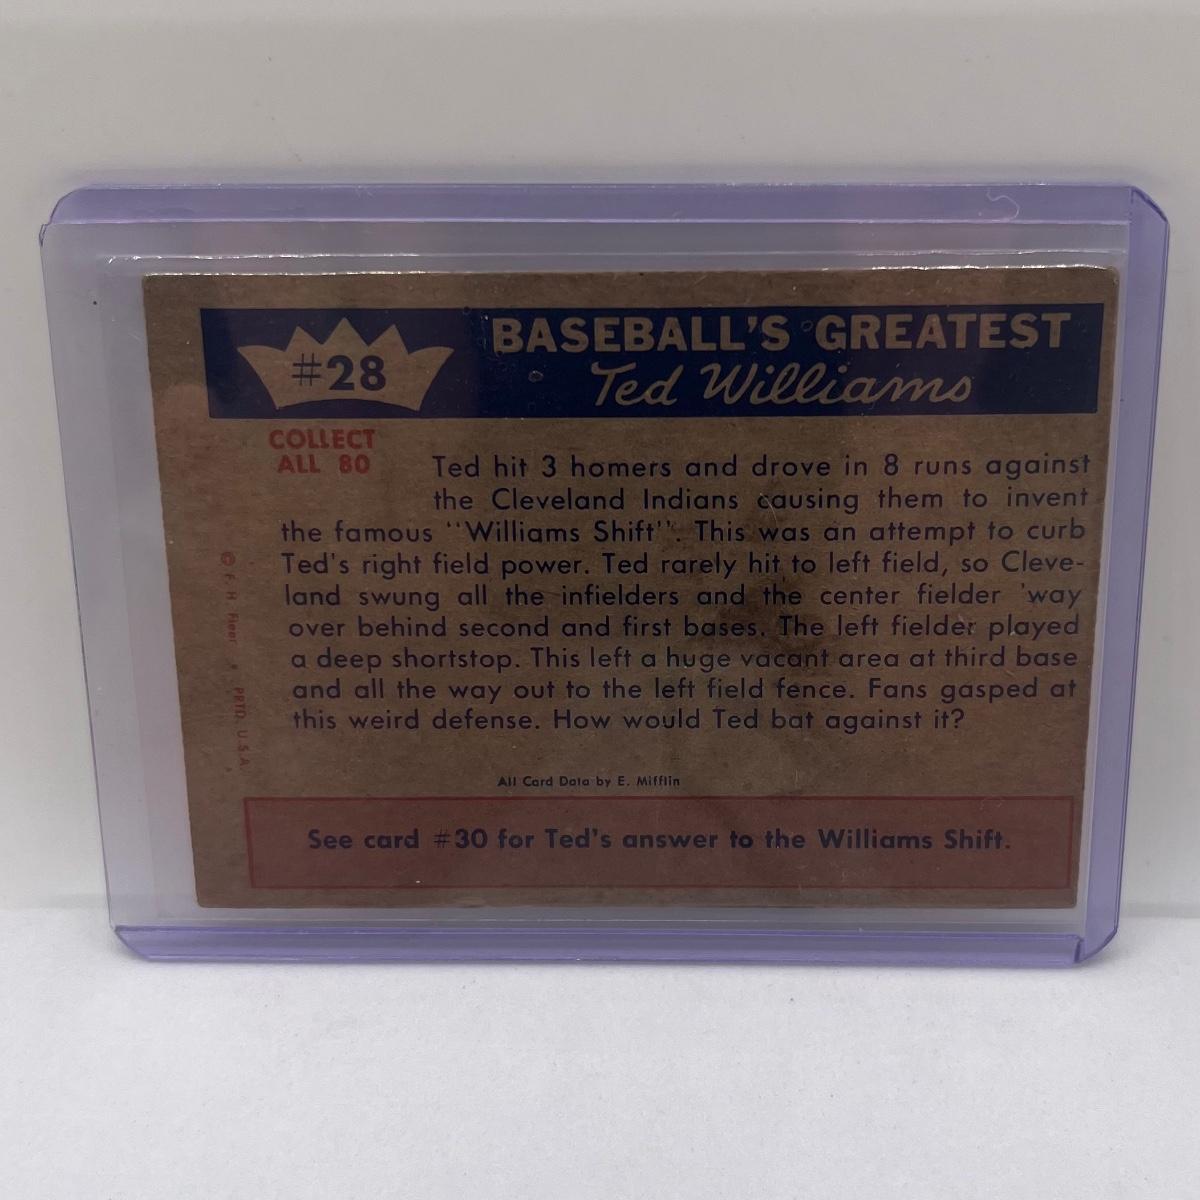 #28
BASEBALL'S GREATEST
Ted Williams
COLLECT
ALL 80
Ted hit 3 homers and drove in 8 runs against
the Cleveland Indians causing them to invent
the famous "Williams Shift". This was an attempt to curb
Ted's right field power. Ted rarely hit to left field, so Cleve-
land swung all the infielders and the center fielder 'way
over behind second and first bases. The left fielder played
a deep shortstop. This left a huge vacant area at third base
and all the way out to the left field fence. Fans gasped at
this weird defense. How would Ted bat against it?
© F. H. Fleer PRTD. U.S.A.
All Card Data by E. Mifflin
See card #30 for Ted's answer to the Williams Shift.